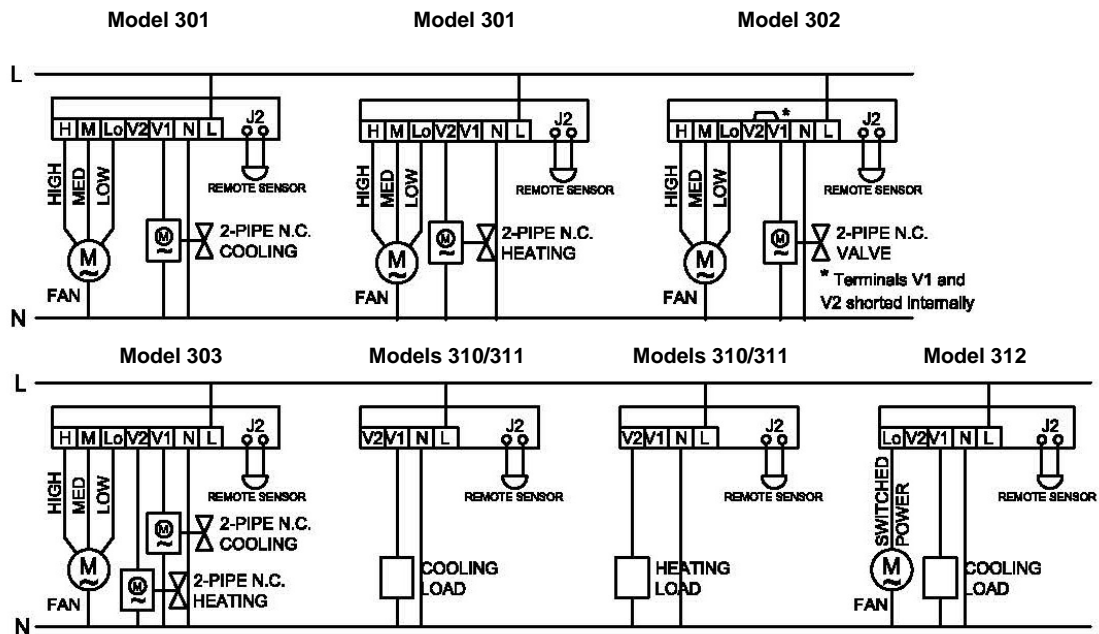 Model 301
Model 301
Model 302
L
H M Lo V2 V1 N L J2
HIGH
MED
LOW
REMOTE SENSOR
2-PIPE N.C.
COOLING
M
M
FAN
H M Lo V2 V1 N L J2
HIGH
MED
LOW
REMOTE SENSOR
2-PIPE N.C.
HEATING
M
M
FAN
* 
H M Lo V2 V1 N L J2
HIGH
MED
LOW
REMOTE SENSOR
2-PIPE N.C.
VALVE
M
M
FAN
* Terminals V1 and
V2 shorted Internally
N
Model 303
Models 310/311
Models 310/311
Model 312
L
H M Lo V2 V1 N L J2
HIGH
MED
LOW
REMOTE SENSOR
2-PIPE N.C.
COOLING
M
M
2-PIPE N.C.
HEATING
M
FAN
V2 V1 N L J2
REMOTE SENSOR
COOLING
LOAD
V2 V1 N L J2
REMOTE SENSOR
HEATING
LOAD
Lo V2 V1 N L J2
SWITCHED
POWER
REMOTE SENSOR
M
FAN
COOLING
LOAD
N